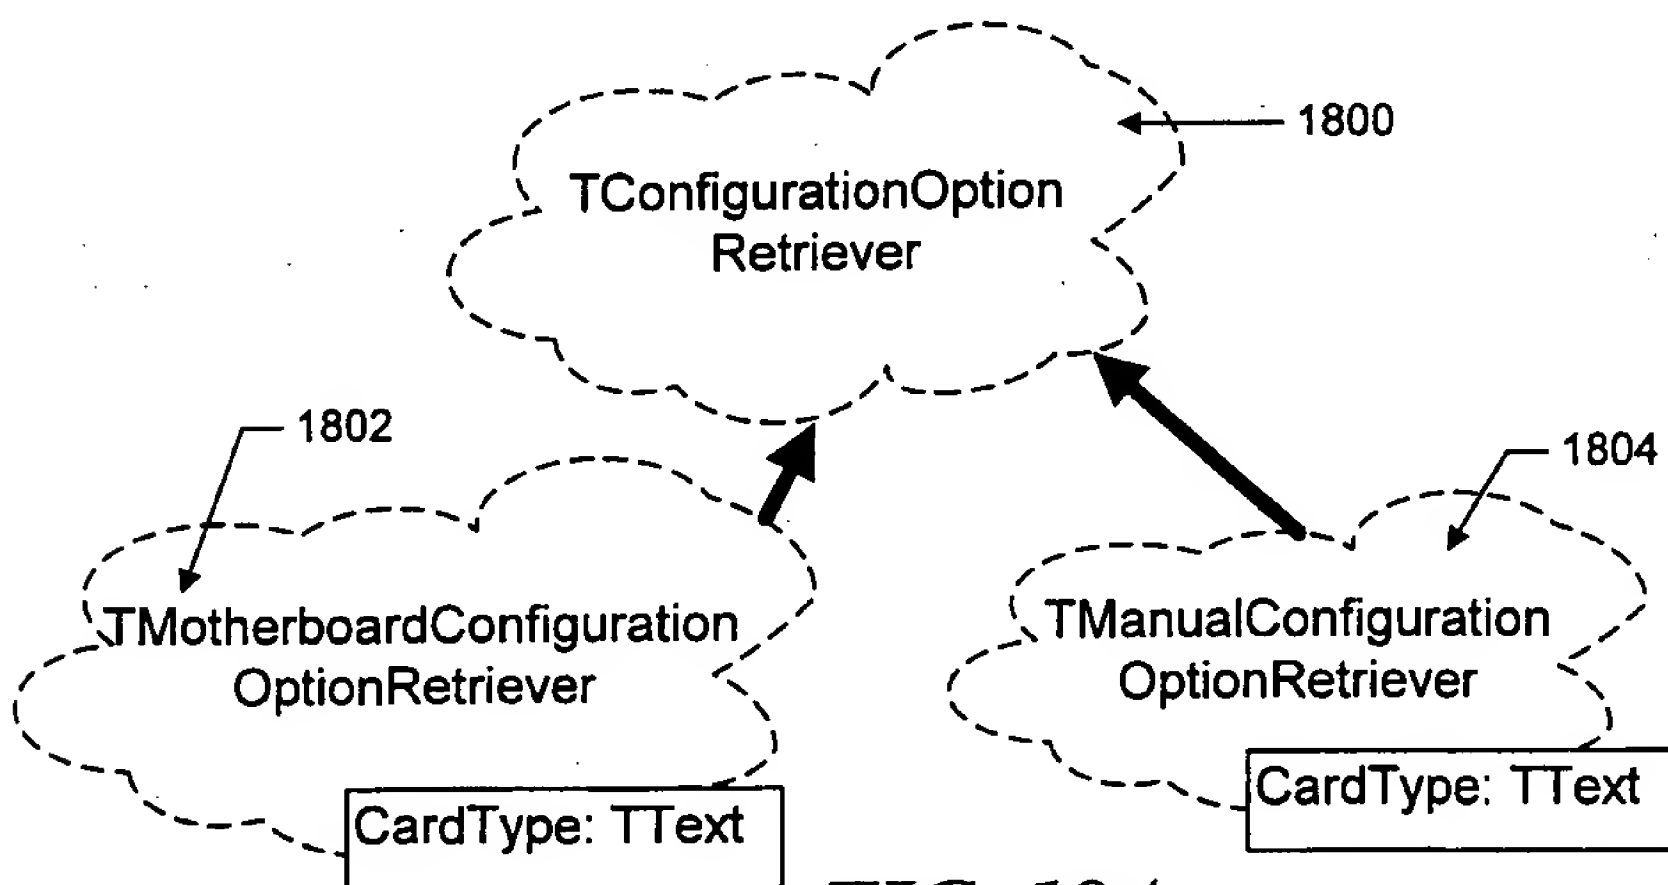 1800
TConfigurationOption
Retriever
1802
1804
TMotherboardConfiguration
OptionRetriever
TManualConfiguration
OptionRetriever
CardType: TText
CardType: TText